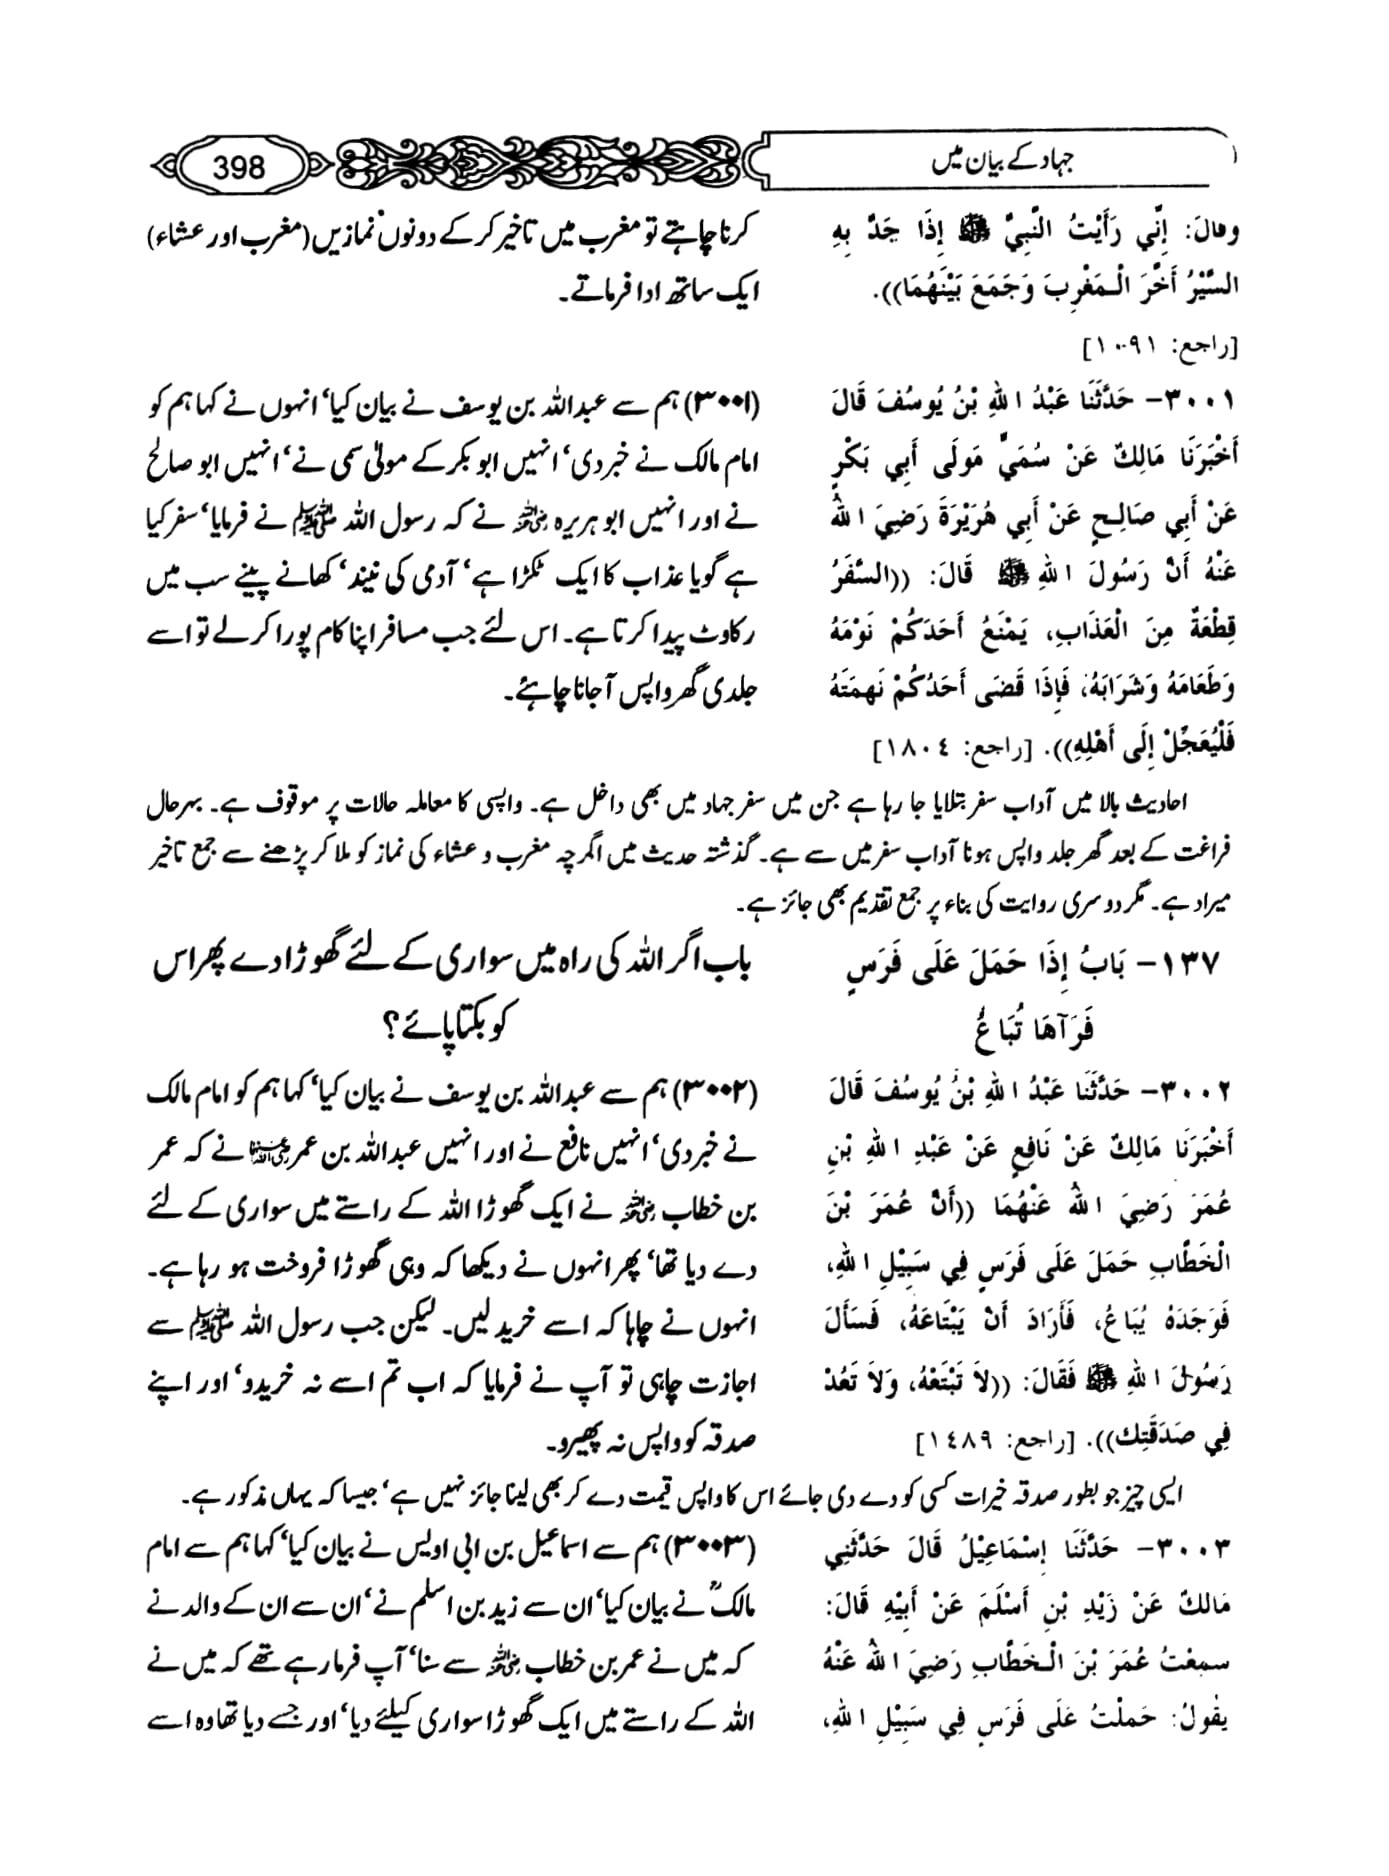 جہاد کے بیان میں
398
وقالَ: إِنِّي رَأَيْتُ النَّبِيَّ ﷺ إِذَا جَدَّ بِهِ
السَّيْرُ أَخَّرَ الْمَغْرِبَ وَجَمَعَ بَيْنَهُمَا)).
[راجع: ١٠٩١]
کرنا چاہتے تو مغرب میں تاخیر کر کے دونوں نمازیں (مغرب اور عشاء)
ایک ساتھ ادا فرماتے۔
٣٠٠١- حَدَّثَنَا عَبْدُ اللهِ بْنُ يُوسُفَ قَالَ
أَخْبَرَنَا مَالِكٌ عَنْ سُمَيٍّ مَوْلَى أَبِي بَكْرٍ
عَنْ أَبِي صَالِحٍ عَنْ أَبِي هُرَيْرَةَ رَضِيَ اللهُ
عَنْهُ أَنَّ رَسُولَ اللهِ ﷺ قَالَ: ((السَّفَرُ
قِطْعَةٌ مِنَ الْعَذَابِ، يَمْنَعُ أَحَدَكُمْ نَوْمَهُ
وَطَعَامَهُ وَشَرَابَهُ، فَإِذَا قَضَى أَحَدُكُمْ نَهمَتَهُ
فَلْيُعَجِّلْ إِلَى أَهْلِهِ)). [راجع: ١٨٠٤]
(۳۰۰۱) ہم سے عبداللہ بن یوسف نے بیان کیا‘ انہوں نے کہا ہم کو
امام مالک نے خبر دی‘ انہیں ابو بکر کے مولیٰ سمی نے‘ انہیں ابو صالح
نے اور انہیں ابو ہریرہ رضی اللہ عنہ نے کہ رسول اللہ ﷺ نے فرمایا‘ سفر کیا
ہے گویا عذاب کا ایک ٹکڑا ہے‘ آدمی کی نیند‘ کھانے پینے سب میں
رکاوٹ پیدا کرتا ہے۔ اس لئے جب مسافر اپنا کام پورا کر لے تو اسے
جلدی گھر واپس آ جانا چاہئے۔
احادیث بالا میں آداب سفر بتلایا جا رہا ہے جن میں سفر جہاد میں بھی داخل ہے۔ واپسی کا معاملہ حالات پر موقوف ہے۔ بہرحال
فراغت کے بعد گھر جلد واپس ہونا آداب سفر میں سے ہے۔ گذشتہ حدیث میں اگرچہ مغرب و عشاء کی نماز کو ملا کر پڑھنے سے جمع تاخیر
میراد ہے۔ مگر دوسری روایت کی بناء پر جمع تقدیم بھی جائز ہے۔
١٣٧- بَابُ إِذَا حَمَلَ عَلَى فَرَسٍ
فَرَآهَا تُبَاعُ
باب اگر اللہ کی راہ میں سواری کے لئے گھوڑا دے پھر اس
کو بکتا پائے؟
٣٠٠٢- حَدَّثَنَا عَبْدُ اللهِ بْنُ يُوسُفَ قَالَ
أَخْبَرَنَا مَالِكٌ عَنْ نَافِعٍ عَنْ عَبْدِ اللهِ بْنِ
عُمَرَ رَضِيَ اللهُ عَنْهُمَا ((أَنَّ عُمَرَ بْنَ
الْخَطَّابِ حَمَلَ عَلَى فَرَسٍ فِي سَبِيْلِ اللهِ،
فَوَجَدَهُ يُبَاعُ، فَأَرَادَ أَنْ يَبْتَاعَهُ، فَسَأَلَ
رَسُولَ اللهِ ﷺ فَقَالَ: ((لاَ تَبْتَعْهُ، وَلاَ تَعُدْ
فِي صَدَقَتِك)). [راجع: ١٤٨٩]
(۳۰۰۲) ہم سے عبداللہ بن یوسف نے بیان کیا‘ کہا ہم کو امام مالک
نے خبر دی‘ انہیں نافع نے اور انہیں عبداللہ بن عمر رضی اللہ عنہما نے کہ عمر
بن خطاب رضی اللہ عنہ نے ایک گھوڑا اللہ کے راستے میں سواری کے لئے
دے دیا تھا‘ پھر انہوں نے دیکھا کہ وہی گھوڑا فروخت ہو رہا ہے۔
انہوں نے چاہا کہ اسے خرید لیں۔ لیکن جب رسول اللہ ﷺ سے
اجازت چاہی تو آپ نے فرمایا کہ اب تم اسے نہ خریدو‘ اور اپنے
صدقہ کو واپس نہ پھیرو۔
ایسی چیز جو بطور صدقہ خیرات کسی کو دے دی جائے اس کا واپس قیمت دے کر بھی لینا جائز نہیں ہے‘ جیسا کہ یہاں مذکور ہے۔
٣٠٠٣- حَدَّثَنَا إِسْمَاعِيْلُ قَالَ حَدَّثَنِي
مَالكٌ عَنْ زَيْدِ بْنِ أَسْلَمَ عَنْ أَبِيْهِ قَالَ:
سمِعْتُ عُمَرَ بْنَ الْخَطَّابِ رَضِيَ اللهُ عَنْهُ
يقُولُ: حَملْتُ عَلَى فَرَسٍ فِي سَبِيْلِ اللهِ،
(۳۰۰۳) ہم سے اسماعیل بن ابی اویس نے بیان کیا‘ کہا ہم سے امام
مالکؒ نے بیان کیا‘ ان سے زید بن اسلم نے‘ ان سے ان کے والد نے
کہ میں نے عمر بن خطاب رضی اللہ عنہ سے سنا‘ آپ فرما رہے تھے کہ میں نے
اللہ کے راستے میں ایک گھوڑا سواری کیلئے دیا‘ اور جسے دیا تھا وہ اسے